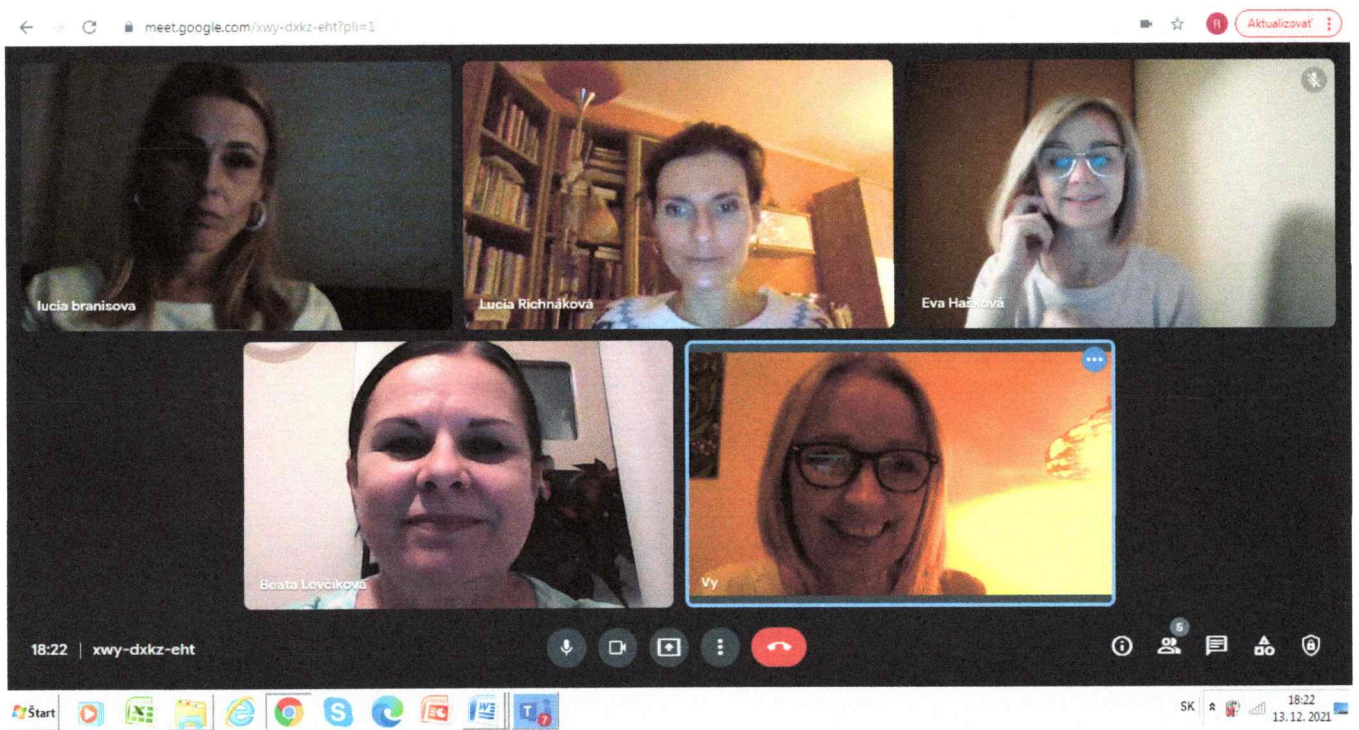 meet.google.com/xwy-dxkz-eht?pli=1
R
Aktualizovať
lucia branisova
Lucia Richnáková
Eva Hašková
Beata Levčíková
Vy
18:22 | xwy-dxkz-eht
5
Štart
SK
18:22
13. 12. 2021